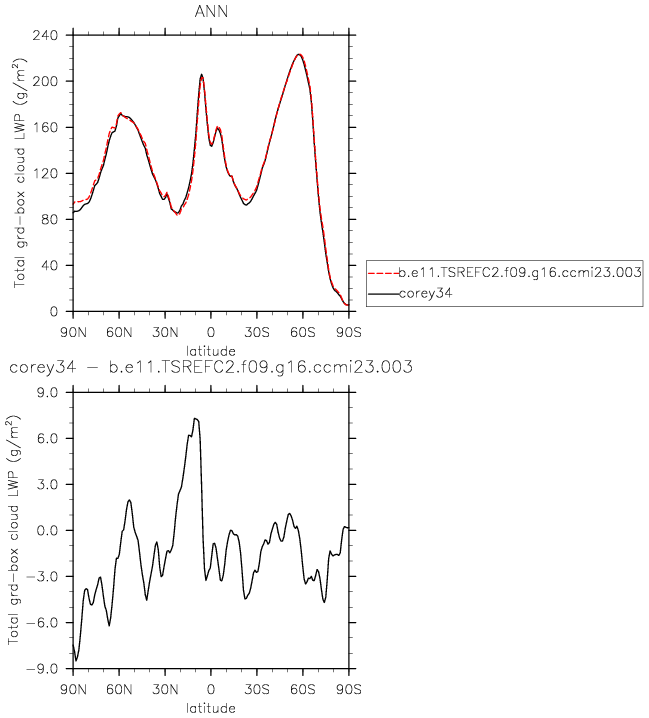 ANN
Total grd-box cloud LWP (g/m²)
240
200
160
120
80
40
0
90N 60N 30N 0 30S 60S 90S
latitude
b.e11.TSREFC2.f09.g16.ccmi23.003
corey34
corey34 - b.e11.TSREFC2.f09.g16.ccmi23.003
Total grd-box cloud LWP (g/m²)
9.0
6.0
3.0
0.0
-3.0
-6.0
-9.0
90N 60N 30N 0 30S 60S 90S
latitude